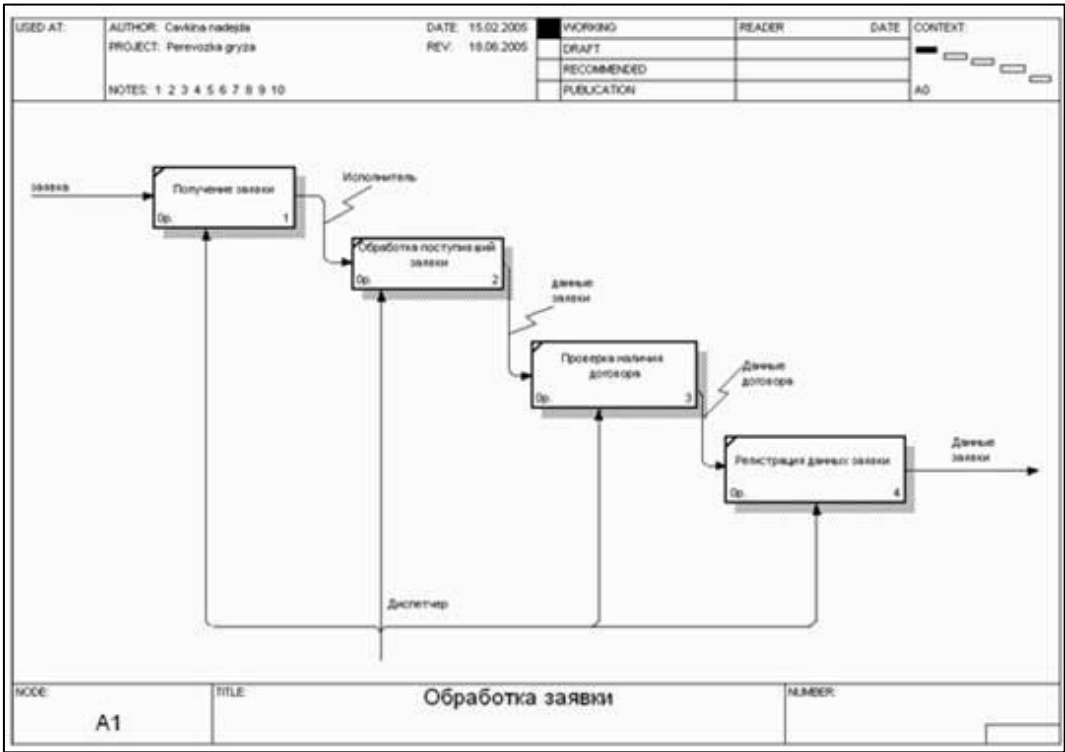 USED AT:
AUTHOR: Cavkina nadejda
DATE: 15.02.2005
PROJECT: Perevozka gryza
REV: 18.06.2005
NOTES: 1 2 3 4 5 6 7 8 9 10
WORKING
DRAFT
RECOMMENDED
PUBLICATION
READER
DATE
CONTEXT:
A0
заявка
Получение заявки
0р.
1
Исполнитель
Обработка поступивший
заявки
0р.
2
данные
заявки
Проверка наличия
договора
0р.
3
Данные
договора
Регистрация данных заявки
0р.
4
Данные
заявки
Диспетчер
NODE:
A1
TITLE:
Обработка заявки
NUMBER: